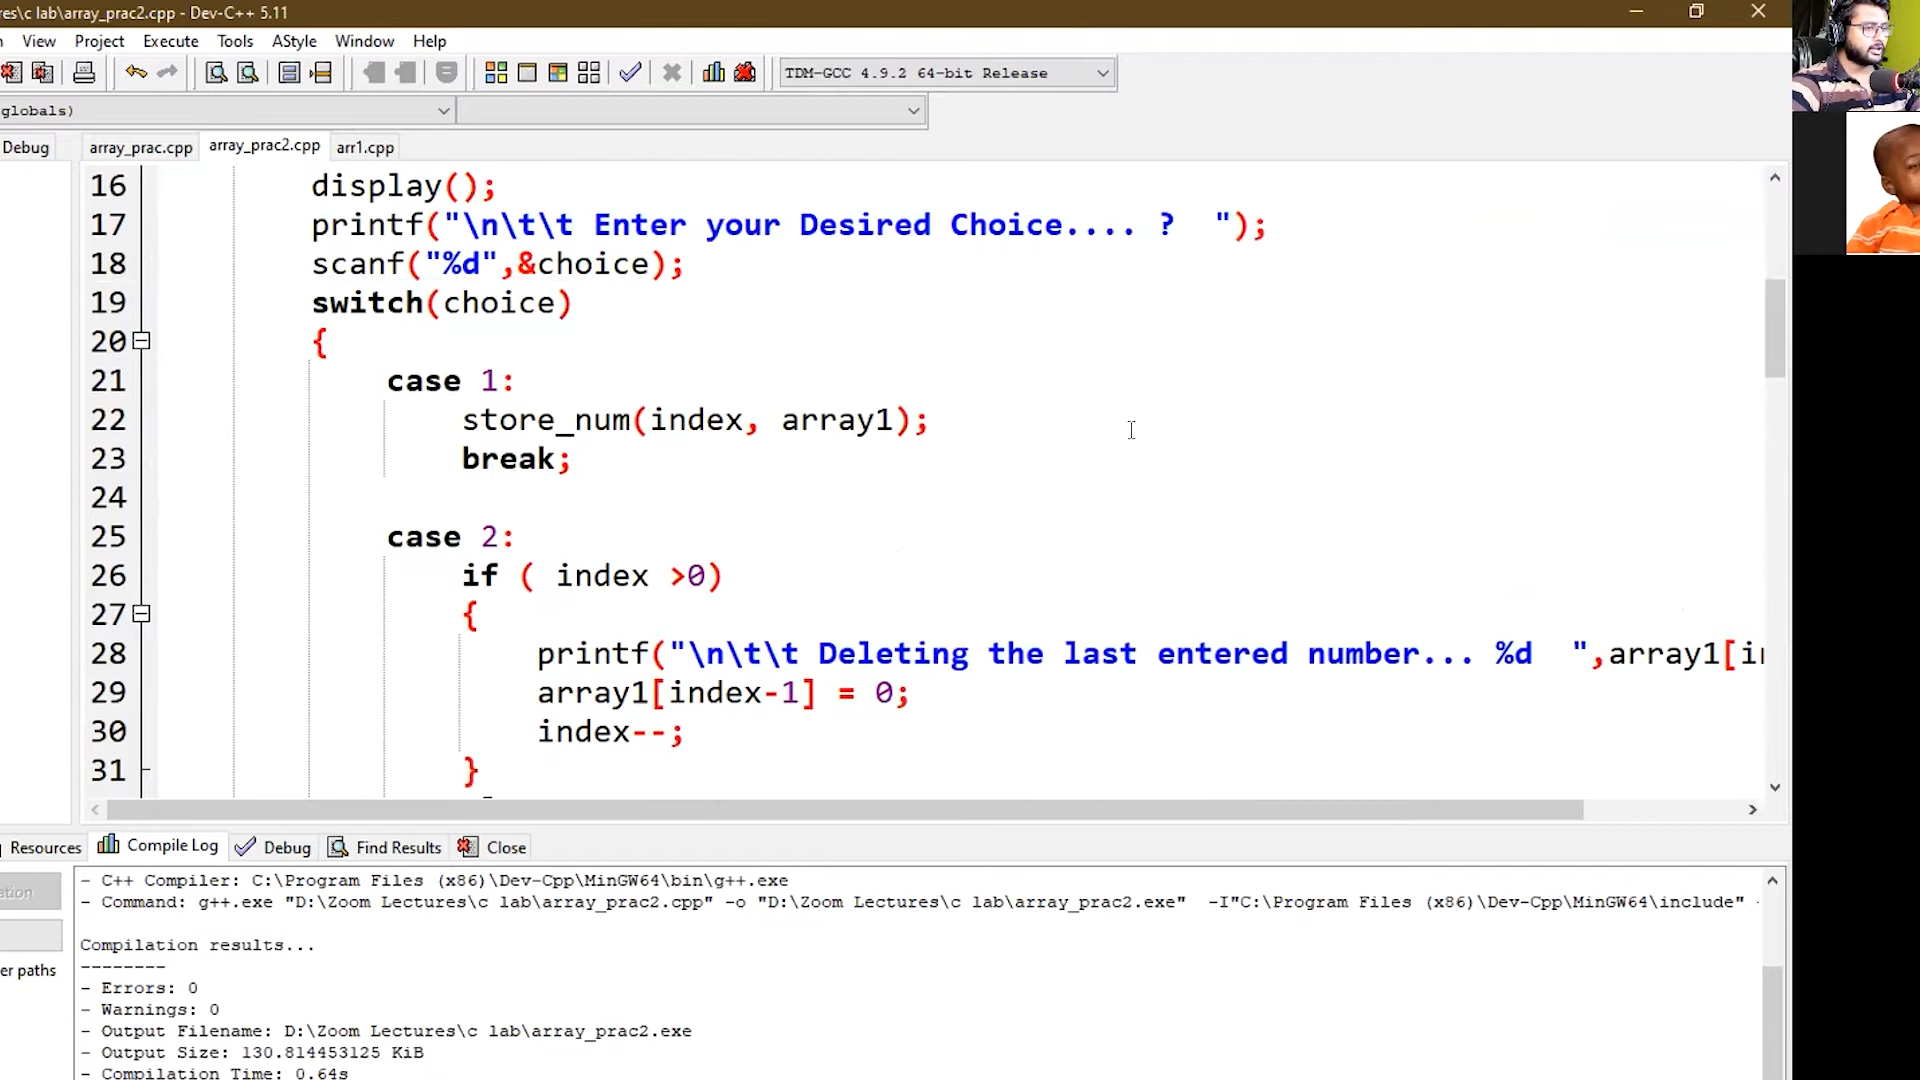 res\c lab\array_prac2.cpp - Dev-C++ 5.11
View Project Execute Tools AStyle Window Help
TDM-GCC 4.9.2 64-bit Release
globals)
Debug array_prac.cpp array_prac2.cpp arr1.cpp
16 display();
17 printf("\n\t\t Enter your Desired Choice.... ?  ");
18 scanf("%d",&choice);
19 switch(choice)
20 {
21 case 1:
22 store_num(index, array1);
23 break;
24
25 case 2:
26 if ( index >0)
27 {
28 printf("\n\t\t Deleting the last entered number... %d  ",array1[i
29 array1[index-1] = 0;
30 index--;
31 }
Resources Compile Log Debug Find Results Close
- C++ Compiler: C:\Program Files (x86)\Dev-Cpp\MinGW64\bin\g++.exe
- Command: g++.exe "D:\Zoom Lectures\c lab\array_prac2.cpp" -o "D:\Zoom Lectures\c lab\array_prac2.exe"  -I"C:\Program Files (x86)\Dev-Cpp\MinGW64\include" -
ation
Compilation results...
--------
er paths
- Errors: 0
- Warnings: 0
- Output Filename: D:\Zoom Lectures\c lab\array_prac2.exe
- Output Size: 130.814453125 KiB
- Compilation Time: 0.64s